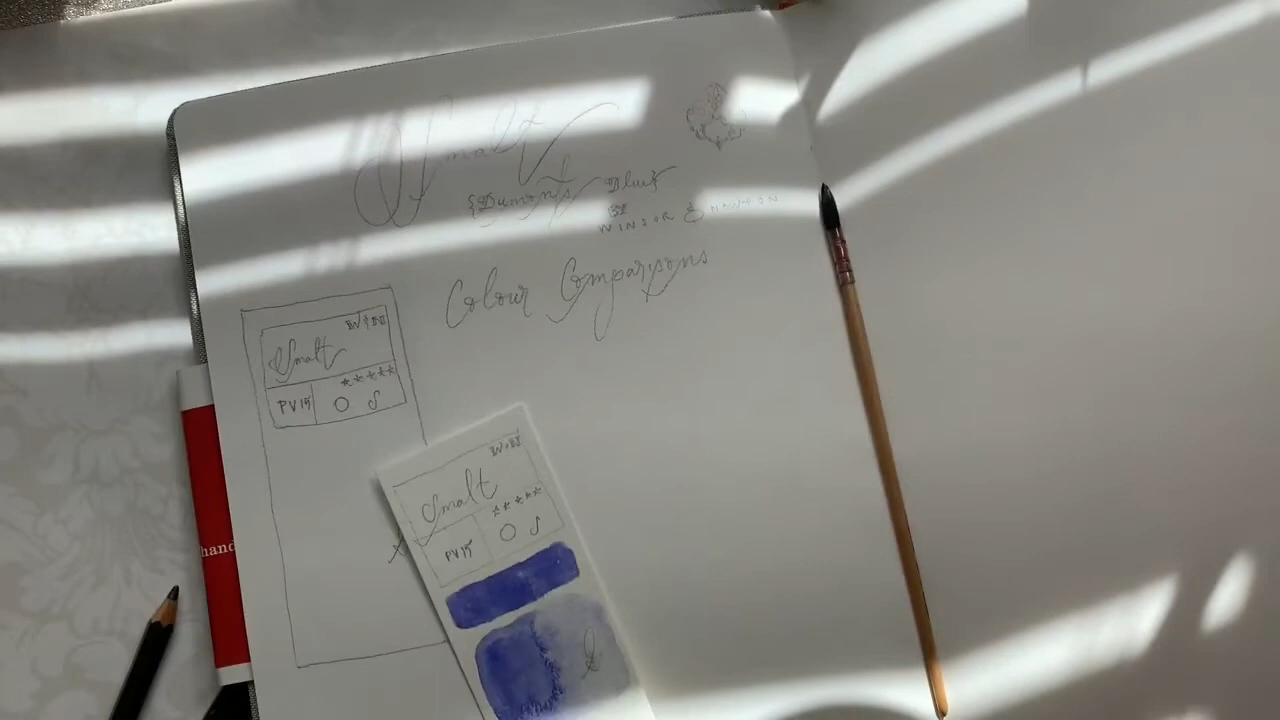 Smalt
{Dumont's Blue}
BY
WINSOR & NEWTON
Colour Comparisons
W&N
Smalt
★★★★★
PV15 O S
W&N
Smalt
★★★★★
PV15 O S
hand